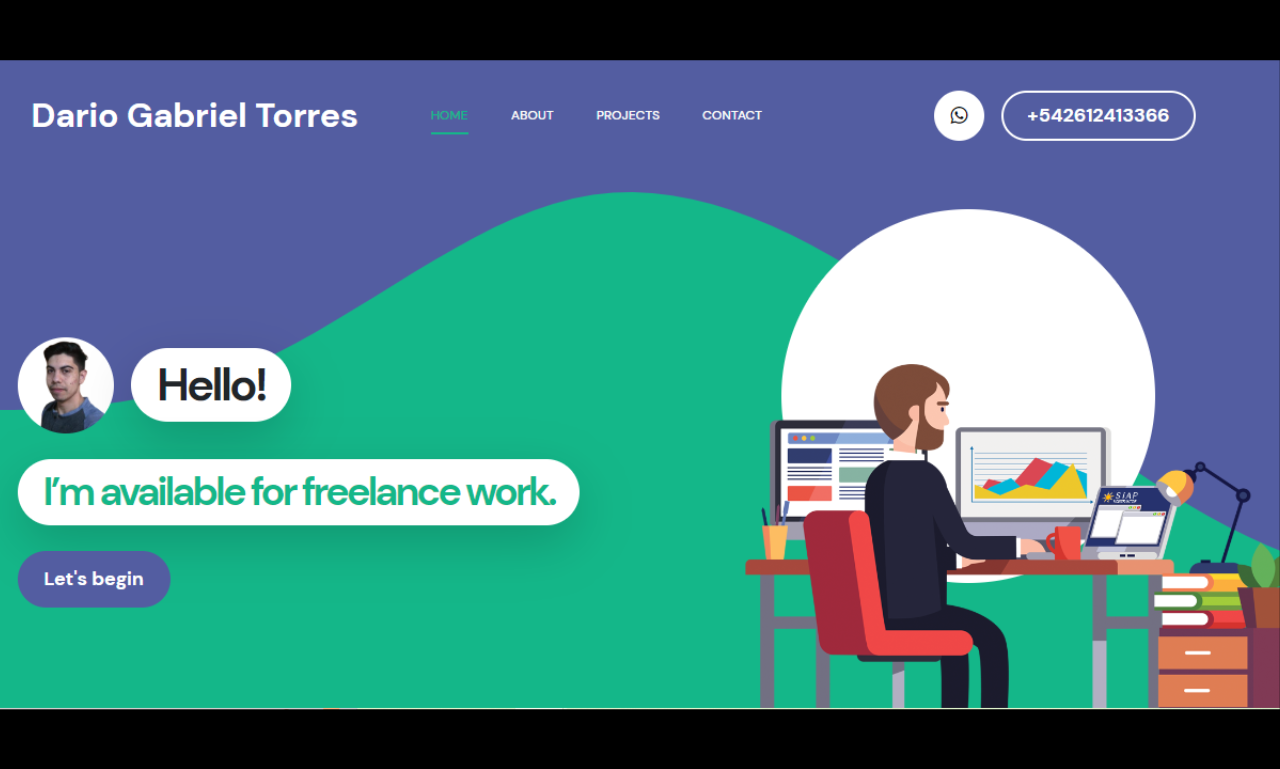 Dario Gabriel Torres
HOME
ABOUT
PROJECTS
CONTACT
+542612413366
Hello!
I'm available for freelance work.
Let's begin
SIAP